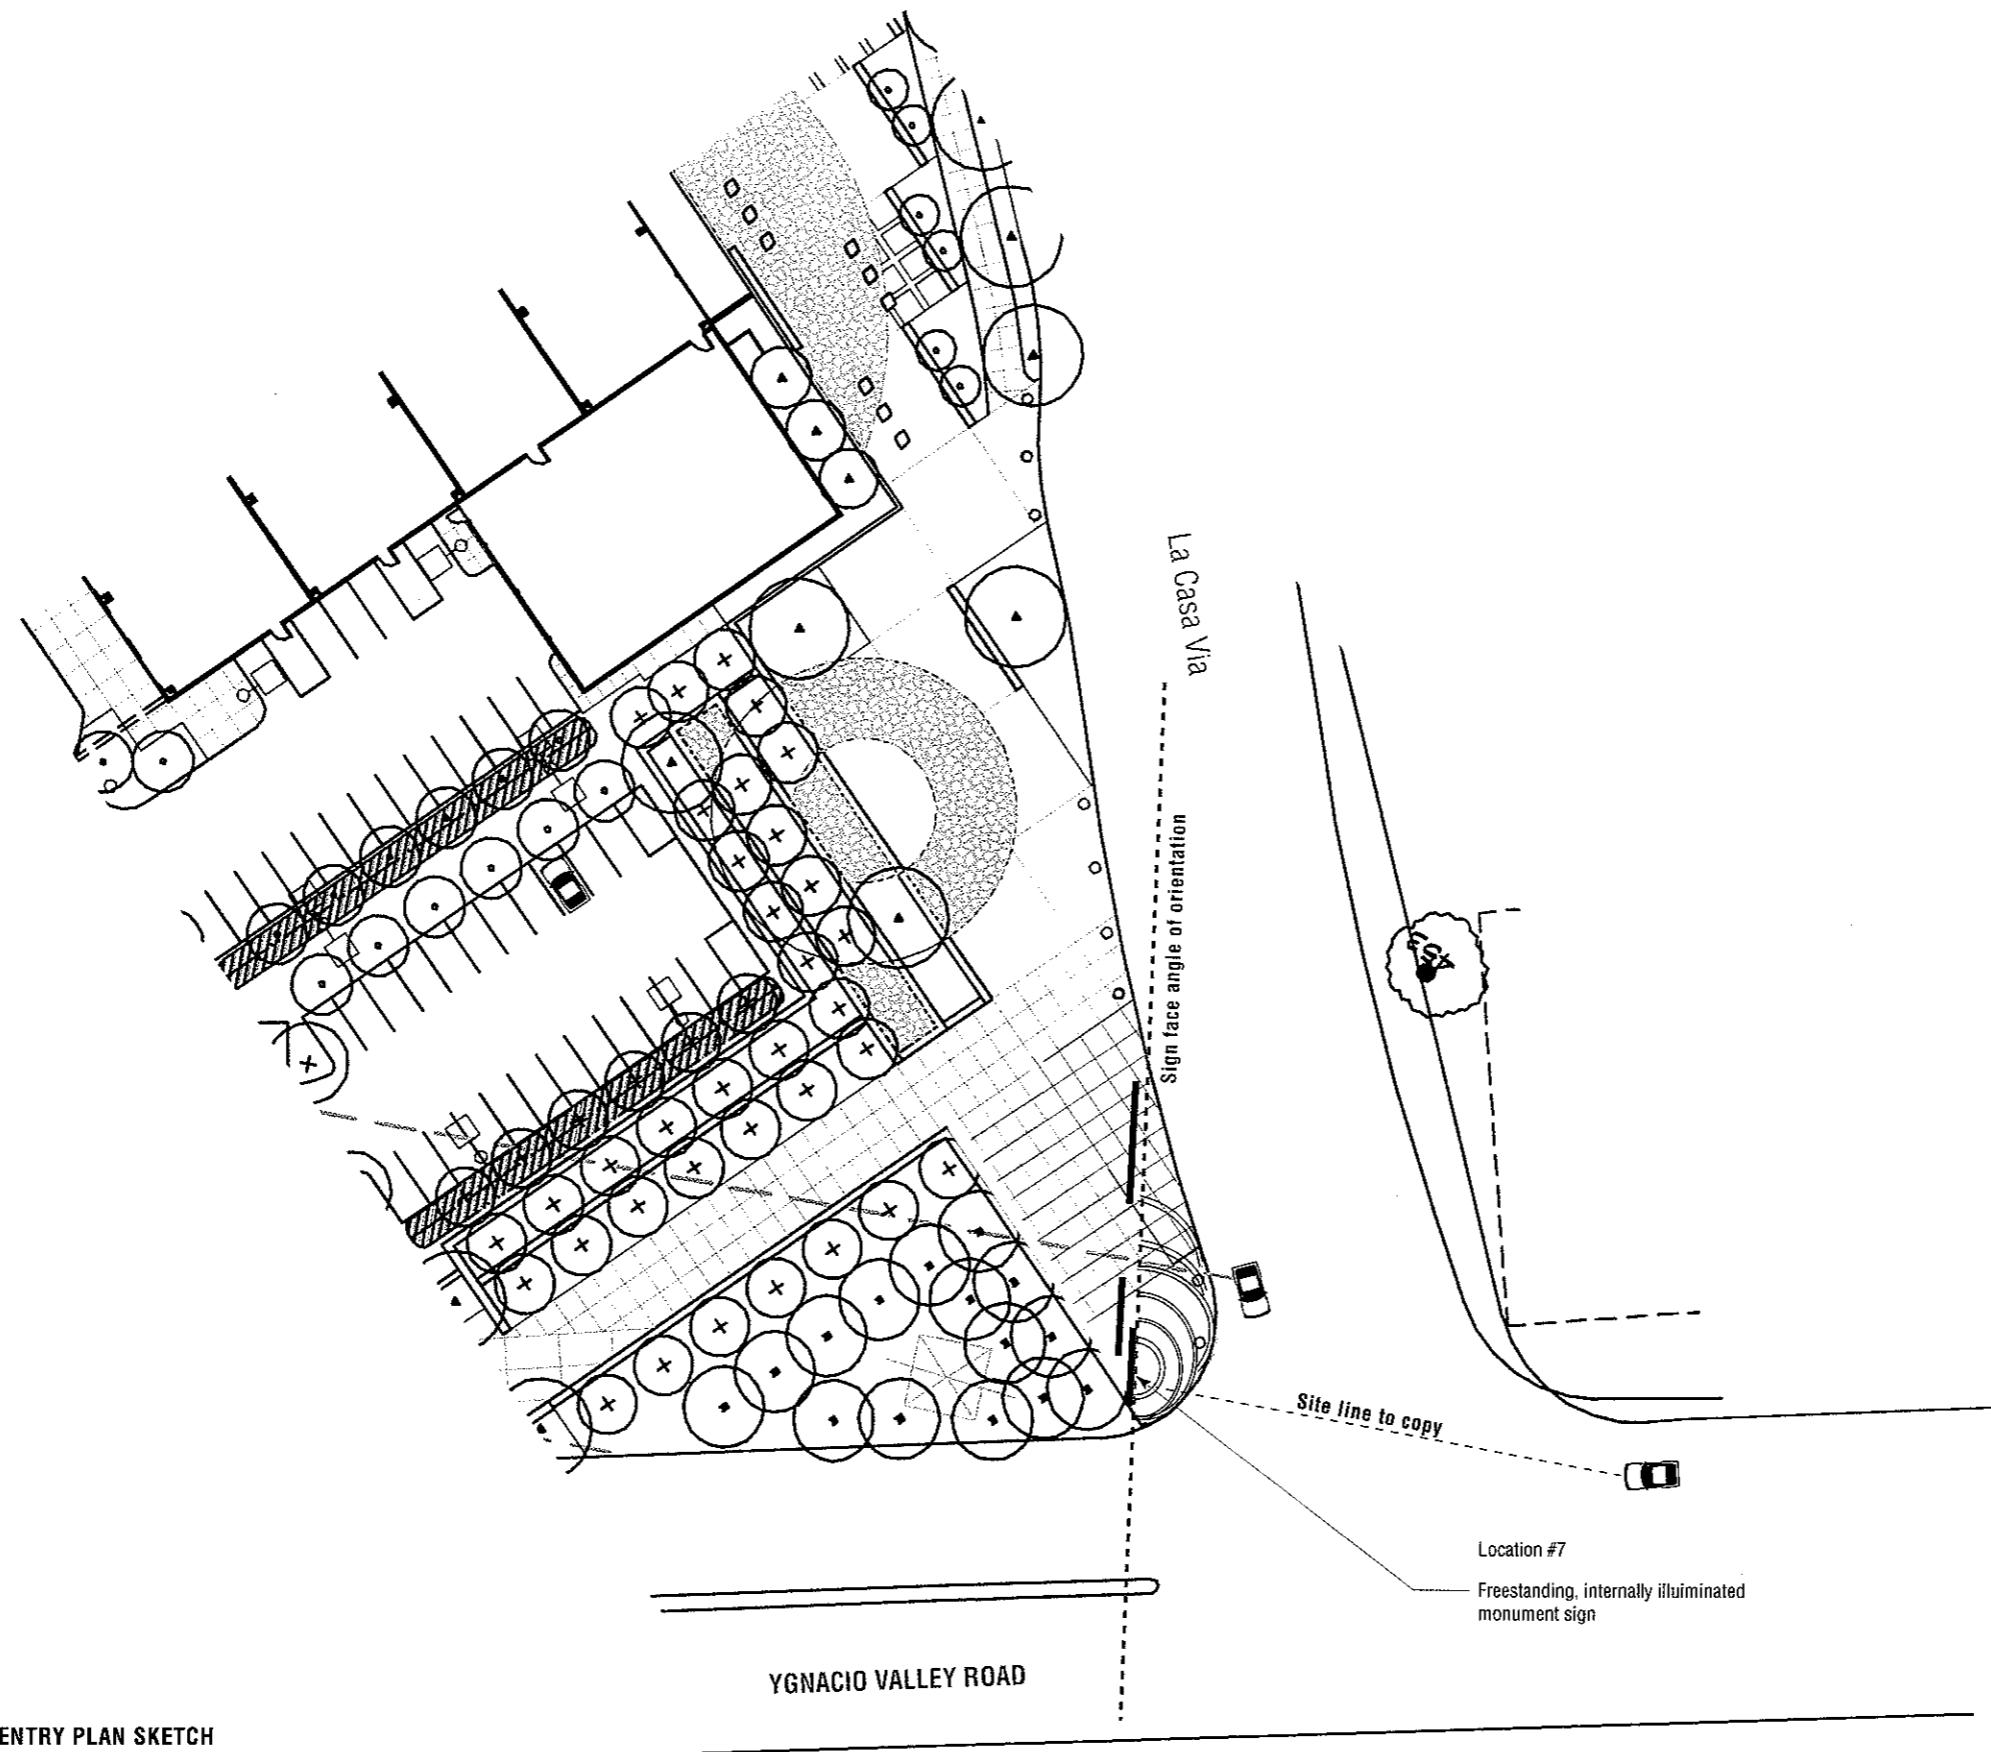 La Casa Via
Sign face angle of orientation
Site line to copy
Location #7
Freestanding, internally illuiminated
monument sign
YGNACIO VALLEY ROAD
ENTRY PLAN SKETCH